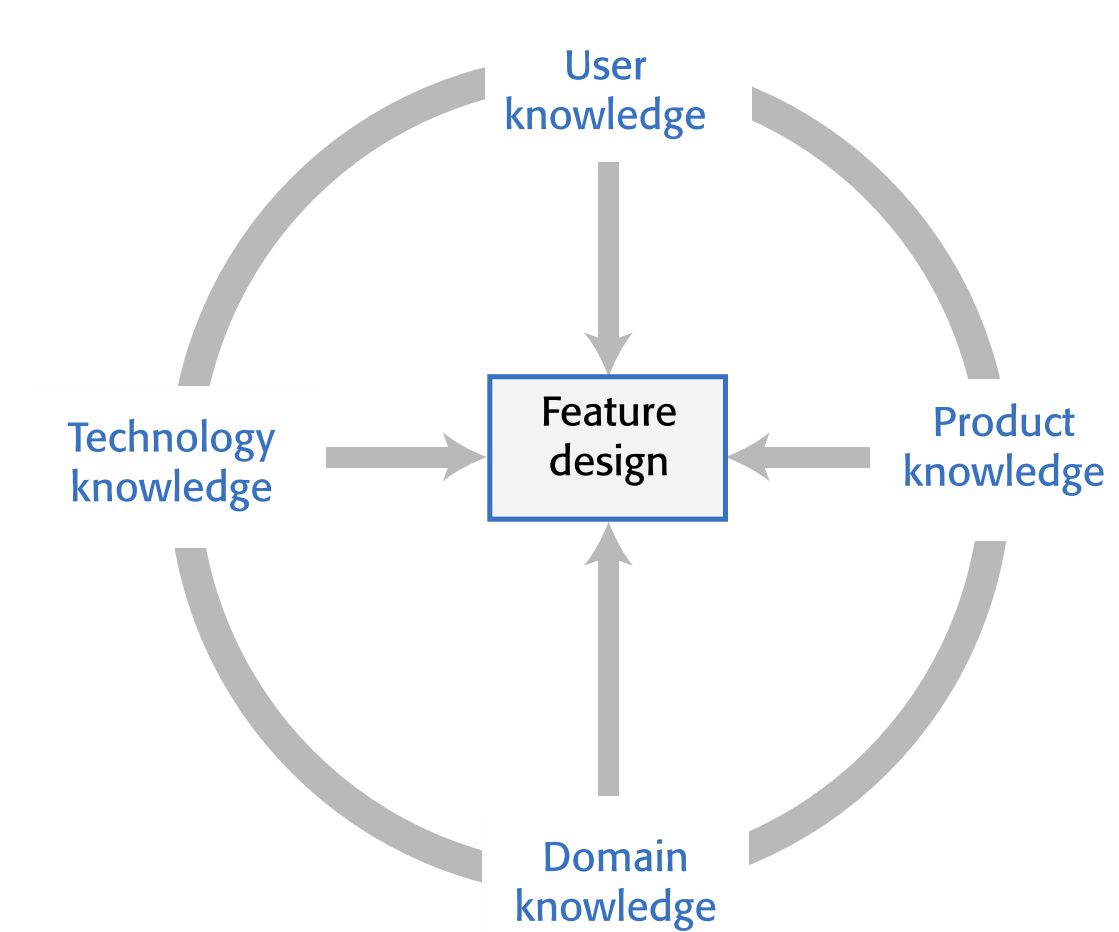 User
knowledge
Technology
knowledge
Feature
design
Product
knowledge
Domain
knowledge